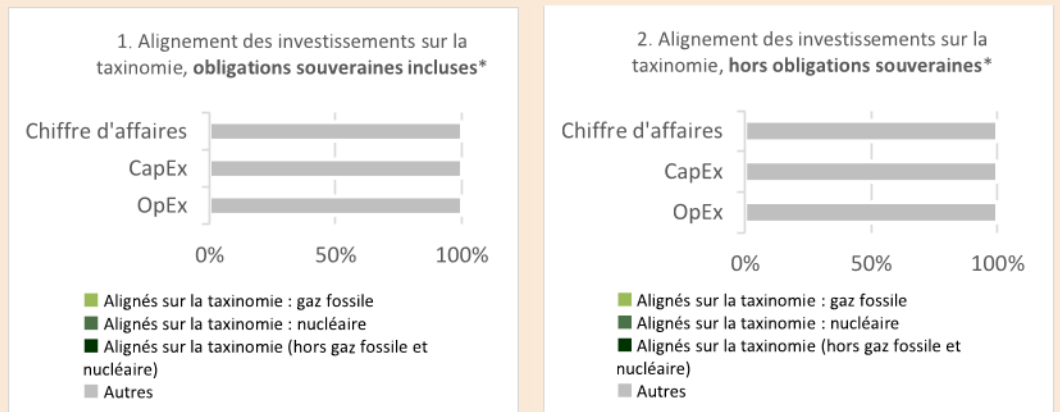 1. Alignement des investissements sur la
taxinomie, obligations souveraines incluses*
Chiffre d'affaires
CapEx
OpEx
0% 50% 100%
Alignés sur la taxinomie : gaz fossile
Alignés sur la taxinomie : nucléaire
Alignés sur la taxinomie (hors gaz fossile et
nucléaire)
Autres
2. Alignement des investissements sur la
taxinomie, hors obligations souveraines*
Chiffre d'affaires
CapEx
OpEx
0% 50% 100%
Alignés sur la taxinomie : gaz fossile
Alignés sur la taxinomie : nucléaire
Alignés sur la taxinomie (hors gaz fossile et
nucléaire)
Autres